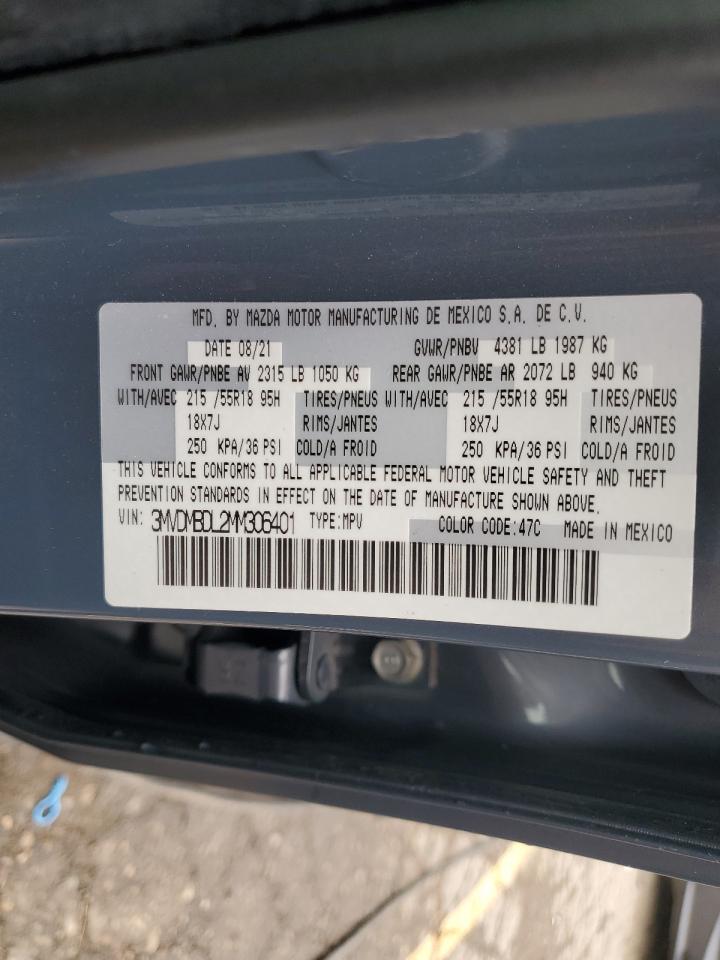 MFD. BY MAZDA MOTOR MANUFACTURING DE MEXICO S.A. DE C.V.
DATE 08/21 GVWR/PNBV 4381 LB 1987 KG
FRONT GAWR/PNBE AV 2315 LB 1050 KG REAR GAWR/PNBE AR 2072 LB 940 KG
WITH/AVEC 215 /55R18 95H TIRES/PNEUS WITH/AVEC 215 /55R18 95H TIRES/PNEUS
18X7J RIMS/JANTES 18X7J RIMS/JANTES
250 KPA/36 PSI COLD/A FROID 250 KPA/36 PSI COLD/A FROID
THIS VEHICLE CONFORMS TO ALL APPLICABLE FEDERAL MOTOR VEHICLE SAFETY AND THEFT
PREVENTION STANDARDS IN EFFECT ON THE DATE OF MANUFACTURE SHOWN ABOVE.
VIN: 3MVDMBDL2MM306401 TYPE:MPV COLOR CODE:47C MADE IN MEXICO